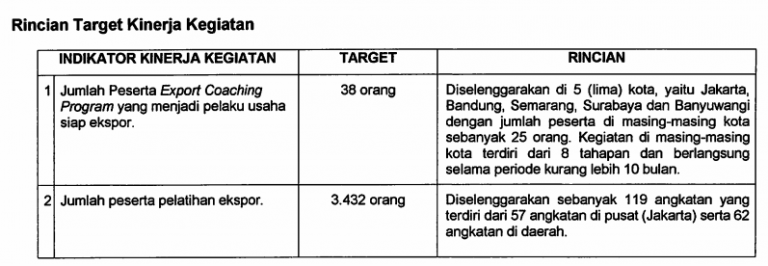 Rincian Target Kinerja Kegiatan
INDIKATOR KINERJA KEGIATAN TARGET RINCIAN
1 Jumlah Peserta Export Coaching Program yang menjadi pelaku usaha siap ekspor.
38 orang
Diselenggarakan di 5 (lima) kota, yaitu Jakarta,
Bandung, Semarang, Surabaya dan Banyuwangi
dengan jumlah peserta di masing-masing kota
sebanyak 25 orang. Kegiatan di masing-masing
kota terdiri dari 8 tahapan dan berlangsung
selama periode kurang lebih 10 bulan.
2 Jumlah peserta pelatihan ekspor.
3.432 orang
Diselenggarakan sebanyak 119 angkatan yang
terdiri dari 57 angkatan di pusat (Jakarta) serta 62
angkatan di daerah.